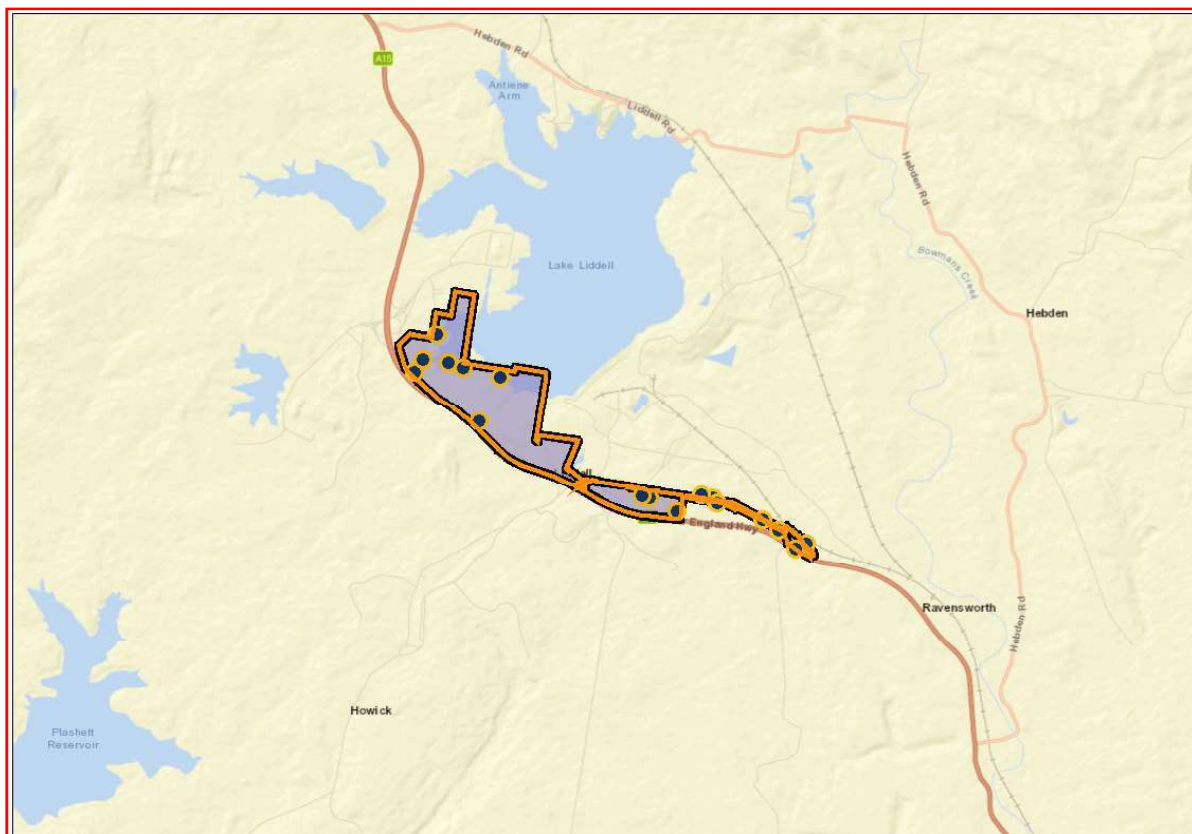 Hebden Rd
A15
Antiene
Arm
Liddell Rd
Hebden Rd
Bowmans Creek
Lake Liddell
Hebden
England Hwy
Ravensworth
Hebden Rd
Howick
Plashett
Reservoir